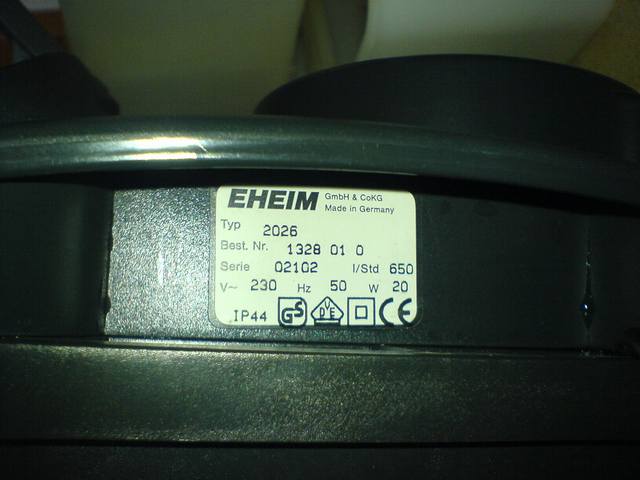 EHEIM GmbH & CoKG
Made in Germany
Typ 2026
Best. Nr. 1328 01 0
Serie 02102 l/Std 650
V~ 230 Hz 50 W 20
IP44 GS VDE CE